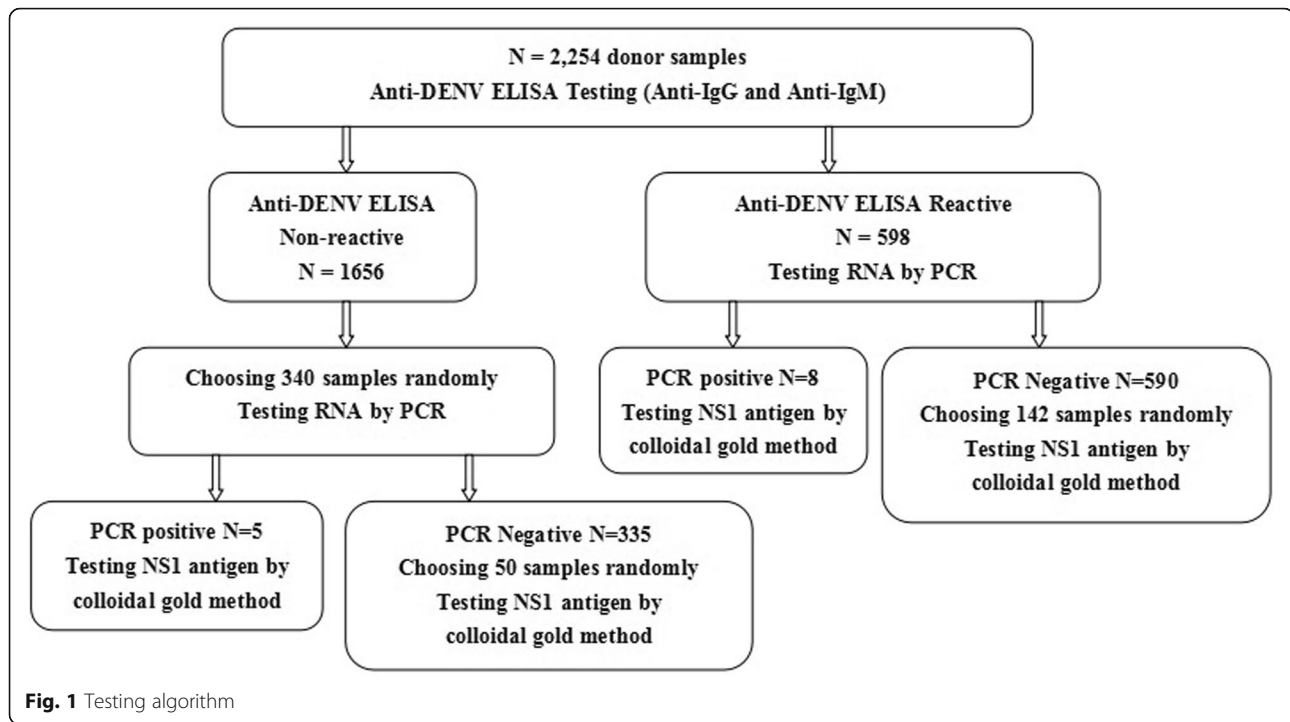 N = 2,254 donor samples
Anti-DENV ELISA Testing (Anti-IgG and Anti-IgM)
Anti-DENV ELISA
Non-reactive
N = 1656
Anti-DENV ELISA Reactive
N = 598
Testing RNA by PCR
Choosing 340 samples randomly
Testing RNA by PCR
PCR positive N=8
Testing NS1 antigen by
colloidal gold method
PCR Negative N=590
Choosing 142 samples randomly
Testing NS1 antigen by
colloidal gold method
PCR positive N=5
Testing NS1 antigen by
colloidal gold method
PCR Negative N=335
Choosing 50 samples randomly
Testing NS1 antigen by
colloidal gold method
Fig. 1 Testing algorithm